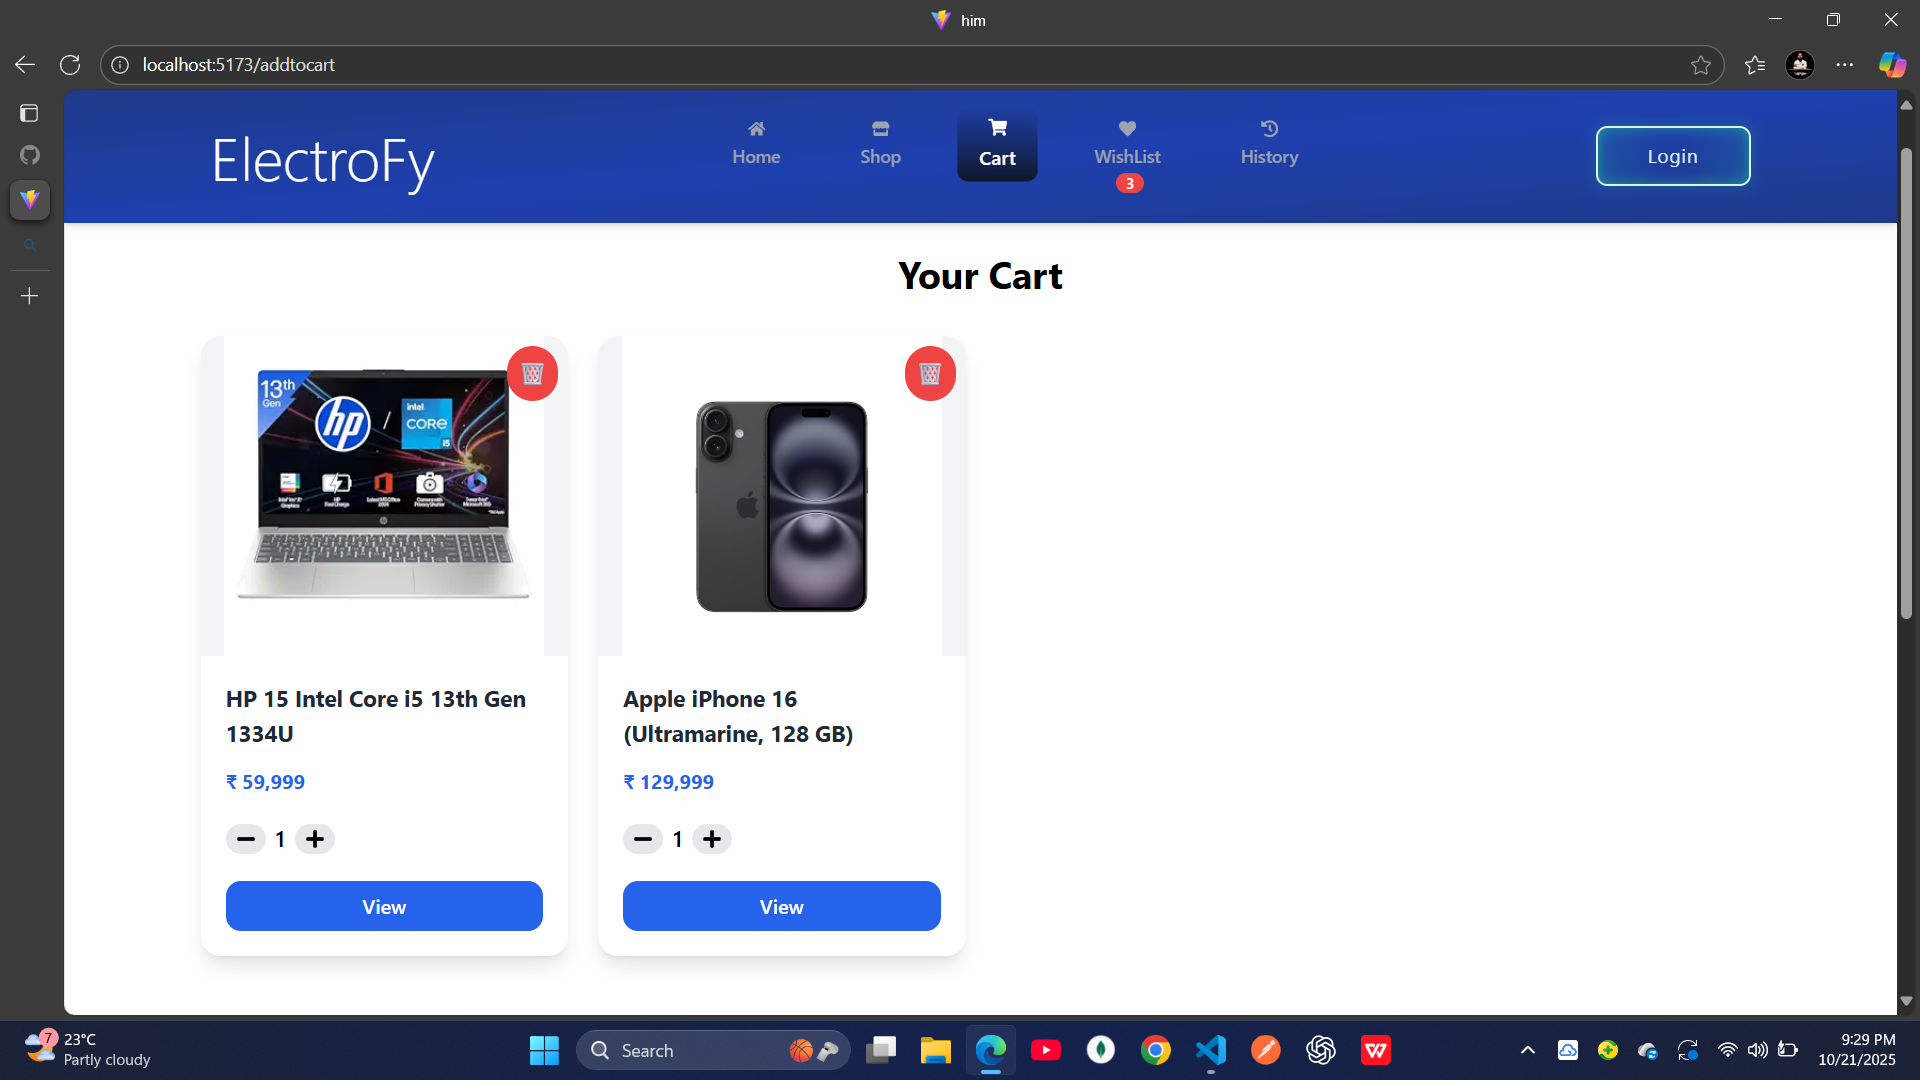 him
localhost:5173/addtocart
ElectroFy
Home
Shop
Cart
WishList
3
History
Login
Your Cart
13th
Gen
hp
intel
CORE
i5
HP 15 Intel Core i5 13th Gen
1334U
₹ 59,999
1
View
Apple iPhone 16
(Ultramarine, 128 GB)
₹ 129,999
1
View
7
23°C
Partly cloudy
Search
9:29 PM
10/21/2025